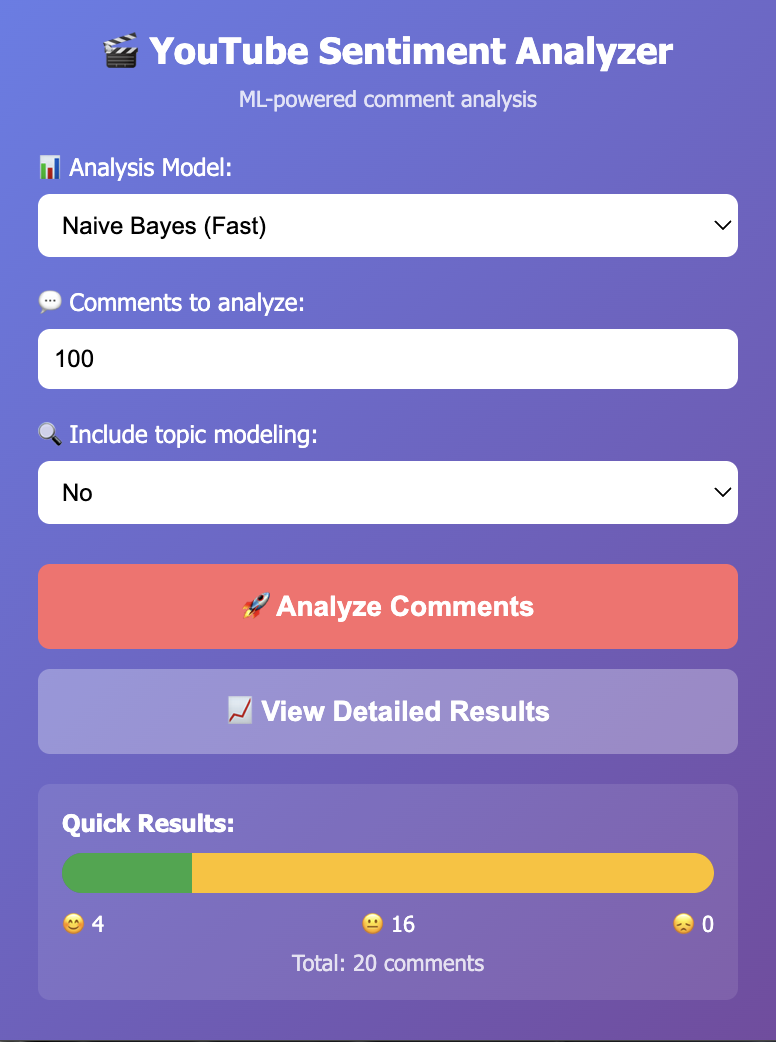 🎬 YouTube Sentiment Analyzer
ML-powered comment analysis
📊 Analysis Model:
Naive Bayes (Fast)
💬 Comments to analyze:
100
🔍 Include topic modeling:
No
🚀 Analyze Comments
📈 View Detailed Results
Quick Results:
😊 4 😐 16 😞 0
Total: 20 comments